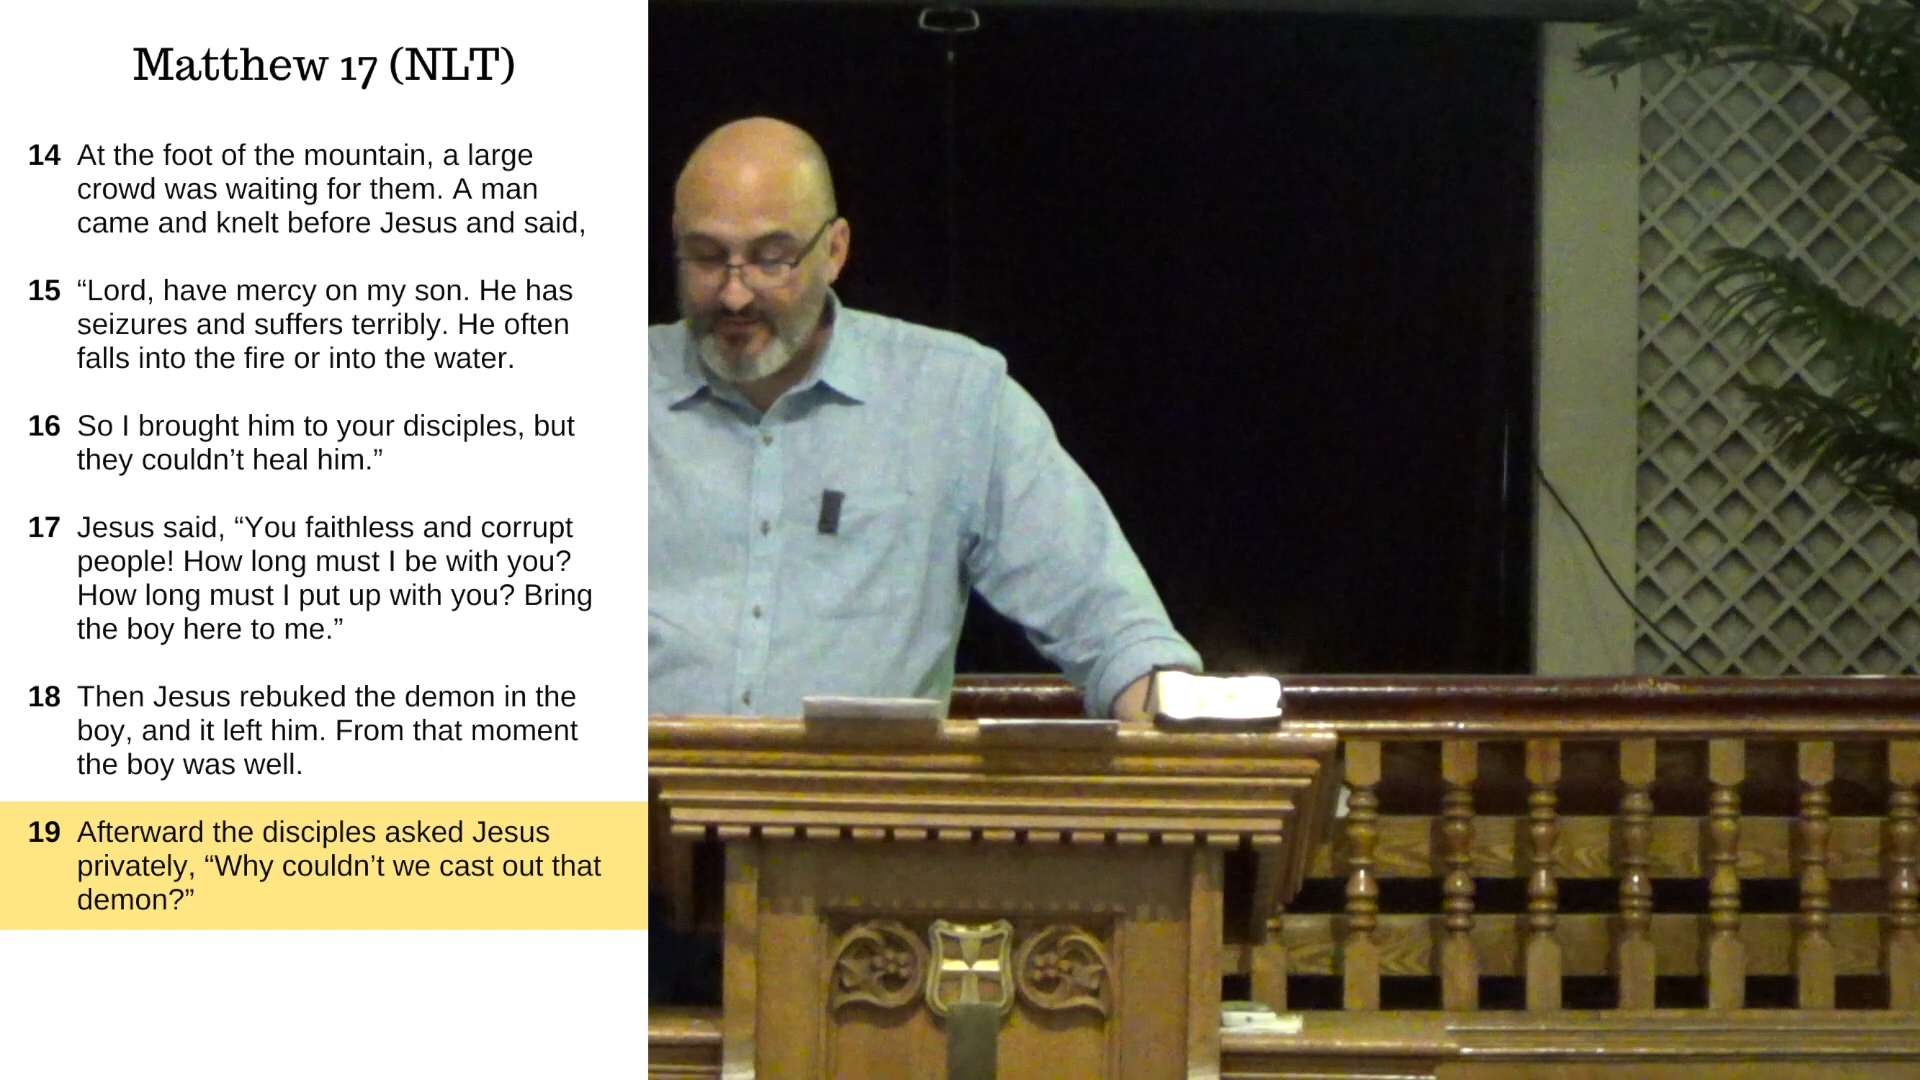 Matthew 17 (NLT)
14 At the foot of the mountain, a large
crowd was waiting for them. A man
came and knelt before Jesus and said,
15 “Lord, have mercy on my son. He has
seizures and suffers terribly. He often
falls into the fire or into the water.
16 So I brought him to your disciples, but
they couldn’t heal him.”
17 Jesus said, “You faithless and corrupt
people! How long must I be with you?
How long must I put up with you? Bring
the boy here to me.”
18 Then Jesus rebuked the demon in the
boy, and it left him. From that moment
the boy was well.
19 Afterward the disciples asked Jesus
privately, “Why couldn’t we cast out that
demon?”